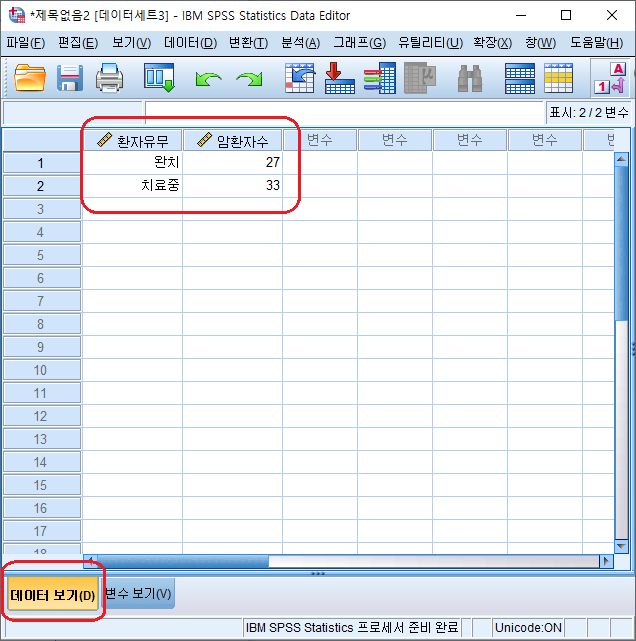 *제목없음2 [데이터세트3] - IBM SPSS Statistics Data Editor
파일(F) 편집(E) 보기(V) 데이터(D) 변환(T) 분석(A) 그래프(G) 유틸리티(U) 확장(X) 창(W) 도움말(H)
표시: 2 / 2 변수
환자유무 암환자수 변수 변수 변수 변수
1 완치 27
2 치료중 33
3
4
5
6
7
8
9
10
11
12
13
14
15
16
17
18
데이터 보기(D) 변수 보기(V)
IBM SPSS Statistics 프로세서 준비 완료 Unicode:ON